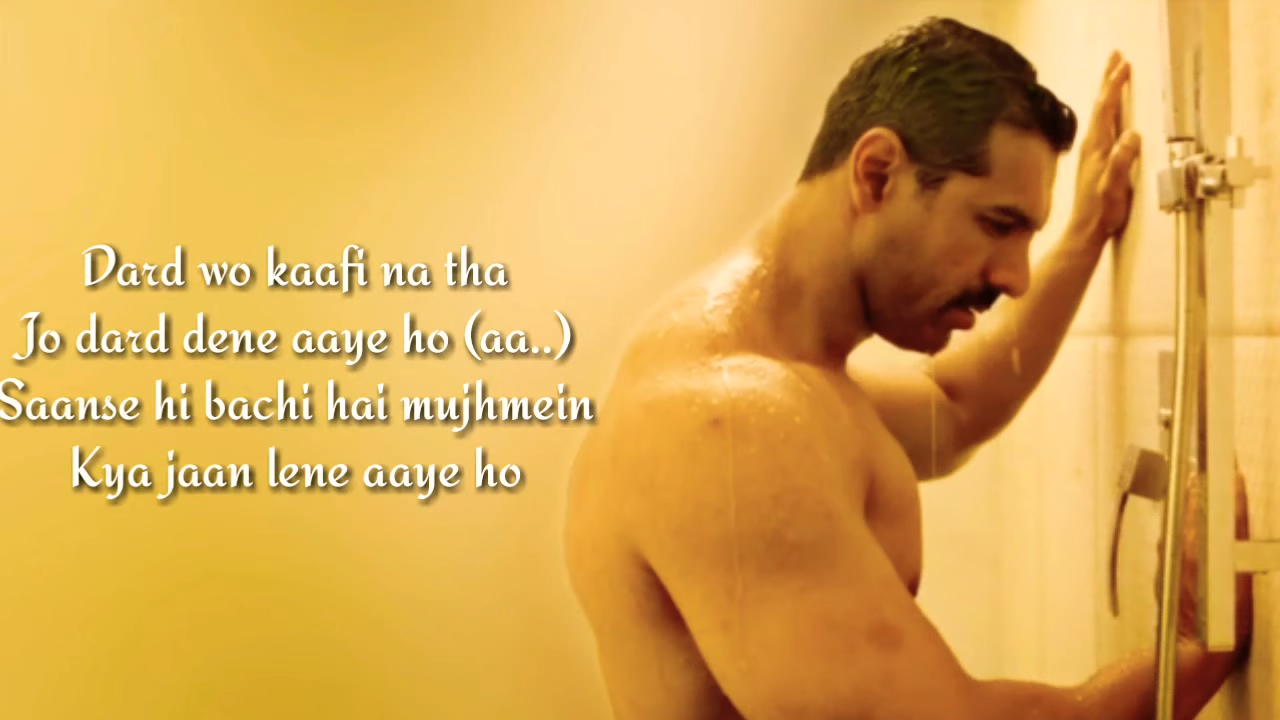 Dard wo kaafi na tha
Jo dard dene aaye ho (aa..)
Saanse hi bachi hai mujhmein
Kya jaan lene aaye ho